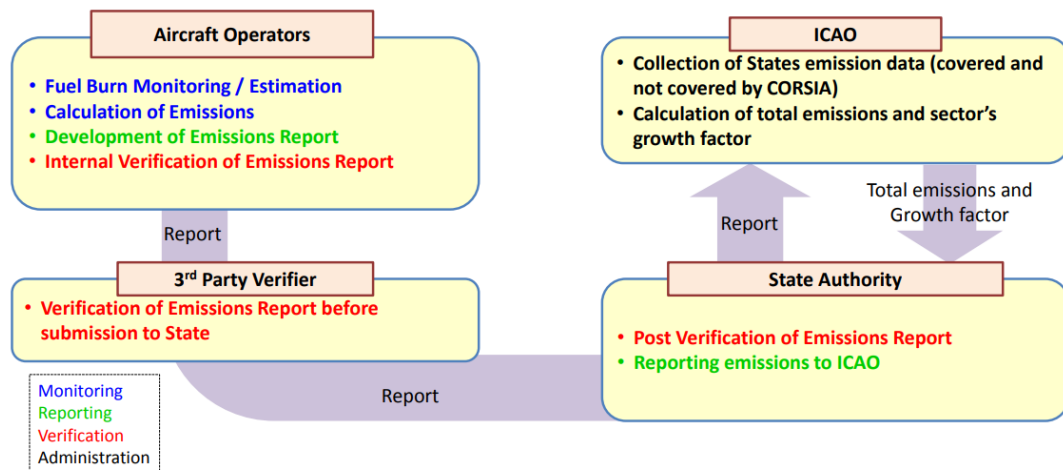 Aircraft Operators
• Fuel Burn Monitoring / Estimation
• Calculation of Emissions
• Development of Emissions Report
• Internal Verification of Emissions Report
Report
3rd Party Verifier
• Verification of Emissions Report before
submission to State
Report
State Authority
• Post Verification of Emissions Report
• Reporting emissions to ICAO
Report
ICAO
• Collection of States emission data (covered and
not covered by CORSIA)
• Calculation of total emissions and sector's
growth factor
Total emissions and
Growth factor
Monitoring
Reporting
Verification
Administration